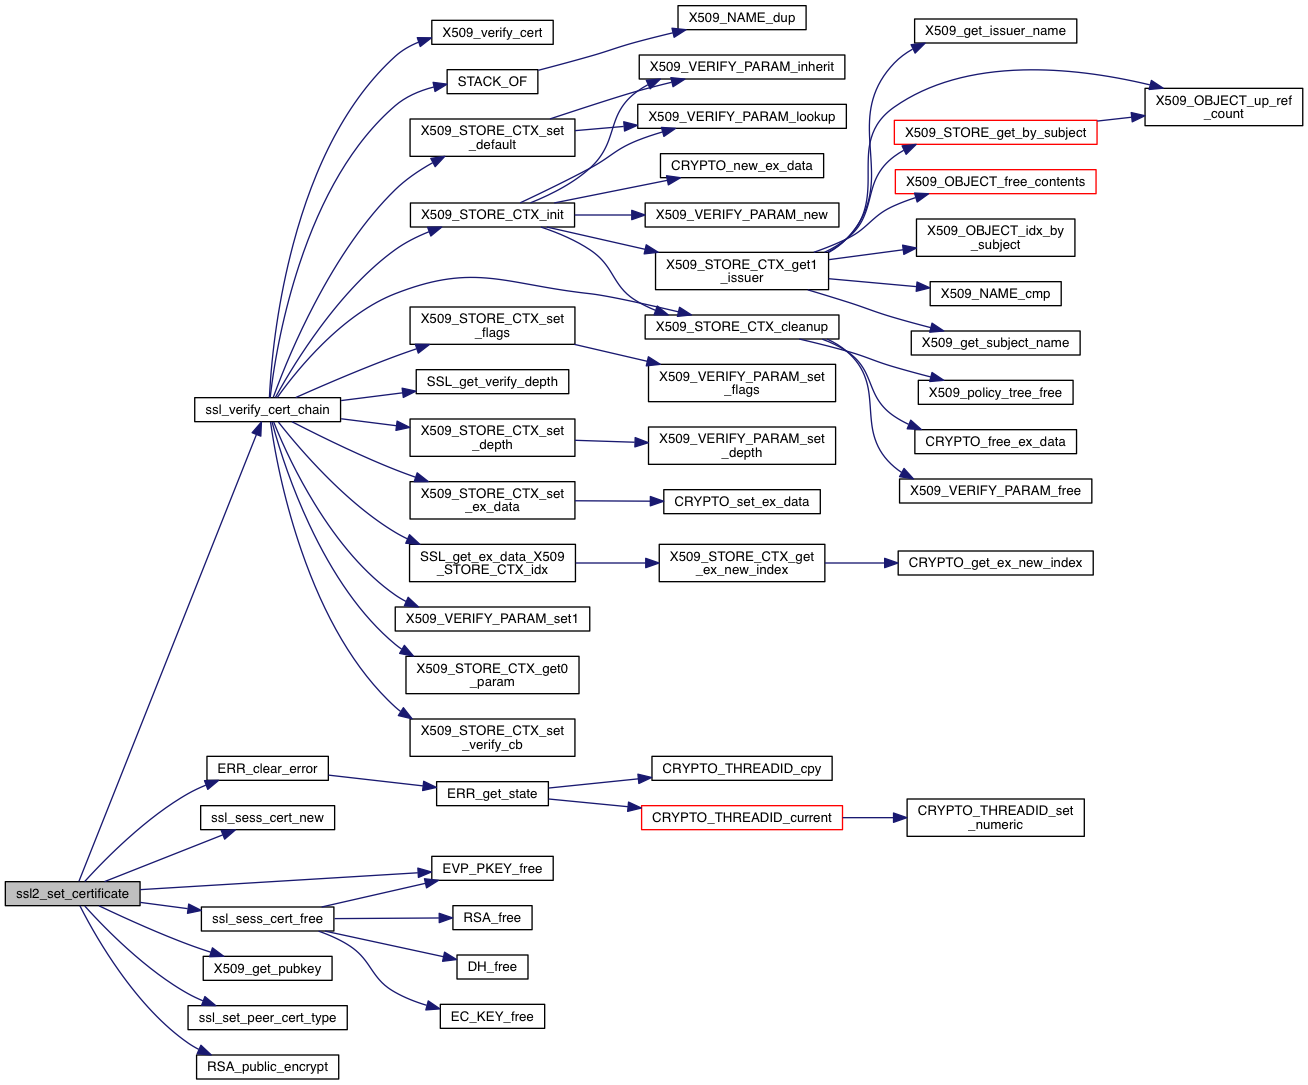 X509_NAME_dup
X509_verify_cert
X509_get_issuer_name
X509_VERIFY_PARAM_inherit
STACK_OF
X509_OBJECT_up_ref
_count
X509_VERIFY_PARAM_lookup
X509_STORE_CTX_set
_default
X509_STORE_get_by_subject
CRYPTO_new_ex_data
X509_OBJECT_free_contents
X509_STORE_CTX_init
X509_VERIFY_PARAM_new
X509_OBJECT_idx_by
_subject
X509_STORE_CTX_get1
_issuer
X509_NAME_cmp
X509_STORE_CTX_set
_flags
X509_STORE_CTX_cleanup
X509_get_subject_name
SSL_get_verify_depth
X509_VERIFY_PARAM_set
_flags
X509_policy_tree_free
ssl_verify_cert_chain
X509_STORE_CTX_set
_depth
X509_VERIFY_PARAM_set
_depth
CRYPTO_free_ex_data
X509_VERIFY_PARAM_free
X509_STORE_CTX_set
_ex_data
CRYPTO_set_ex_data
SSL_get_ex_data_X509
_STORE_CTX_idx
X509_STORE_CTX_get
_ex_new_index
CRYPTO_get_ex_new_index
X509_VERIFY_PARAM_set1
X509_STORE_CTX_get0
_param
X509_STORE_CTX_set
_verify_cb
ERR_clear_error
CRYPTO_THREADID_cpy
ERR_get_state
ssl_sess_cert_new
CRYPTO_THREADID_current
CRYPTO_THREADID_set
_numeric
EVP_PKEY_free
ssl2_set_certificate
ssl_sess_cert_free
RSA_free
X509_get_pubkey
DH_free
ssl_set_peer_cert_type
EC_KEY_free
RSA_public_encrypt